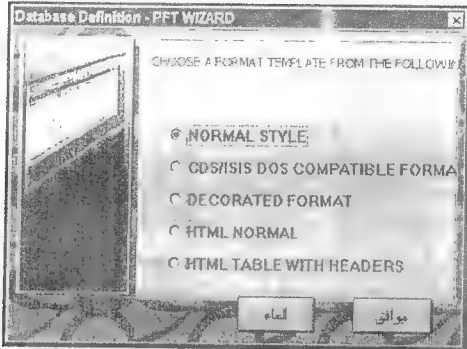 Database Definition - PFT WIZARD
CHOOSE A FORMAT TEMPLATE FROM THE FOLLOWIN
NORMAL STYLE
CDS/ISIS DOS COMPATIBLE FORMA
DECORATED FORMAT
HTML NORMAL
HTML TABLE WITH HEADERS
موافق الغاء